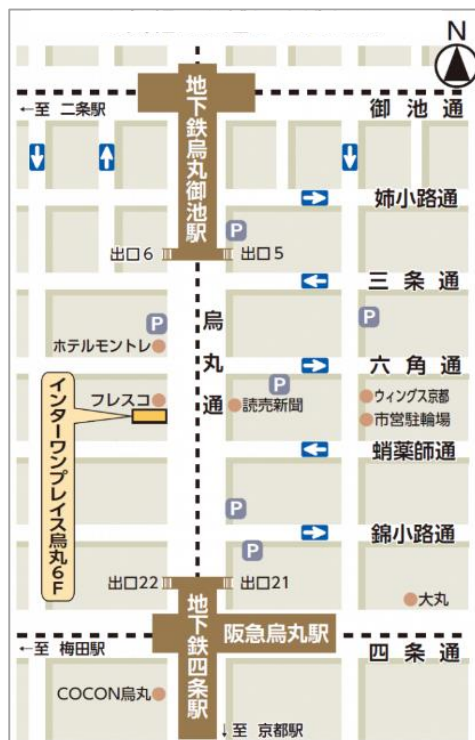 N
←至 二条駅
御池通
地下鉄烏丸御池駅
姉小路通
P
出口6
出口5
三条通
P
P
烏丸通
ホテルモントレ
六角通
P
フレスコ
読売新聞
ウィングス京都
市営駐輪場
インターワンプレイス烏丸6F
蛸薬師通
P
錦小路通
P
出口22
出口21
大丸
地下鉄四条駅
阪急烏丸駅
←至 梅田駅
四条通
COCON烏丸
↓至 京都駅